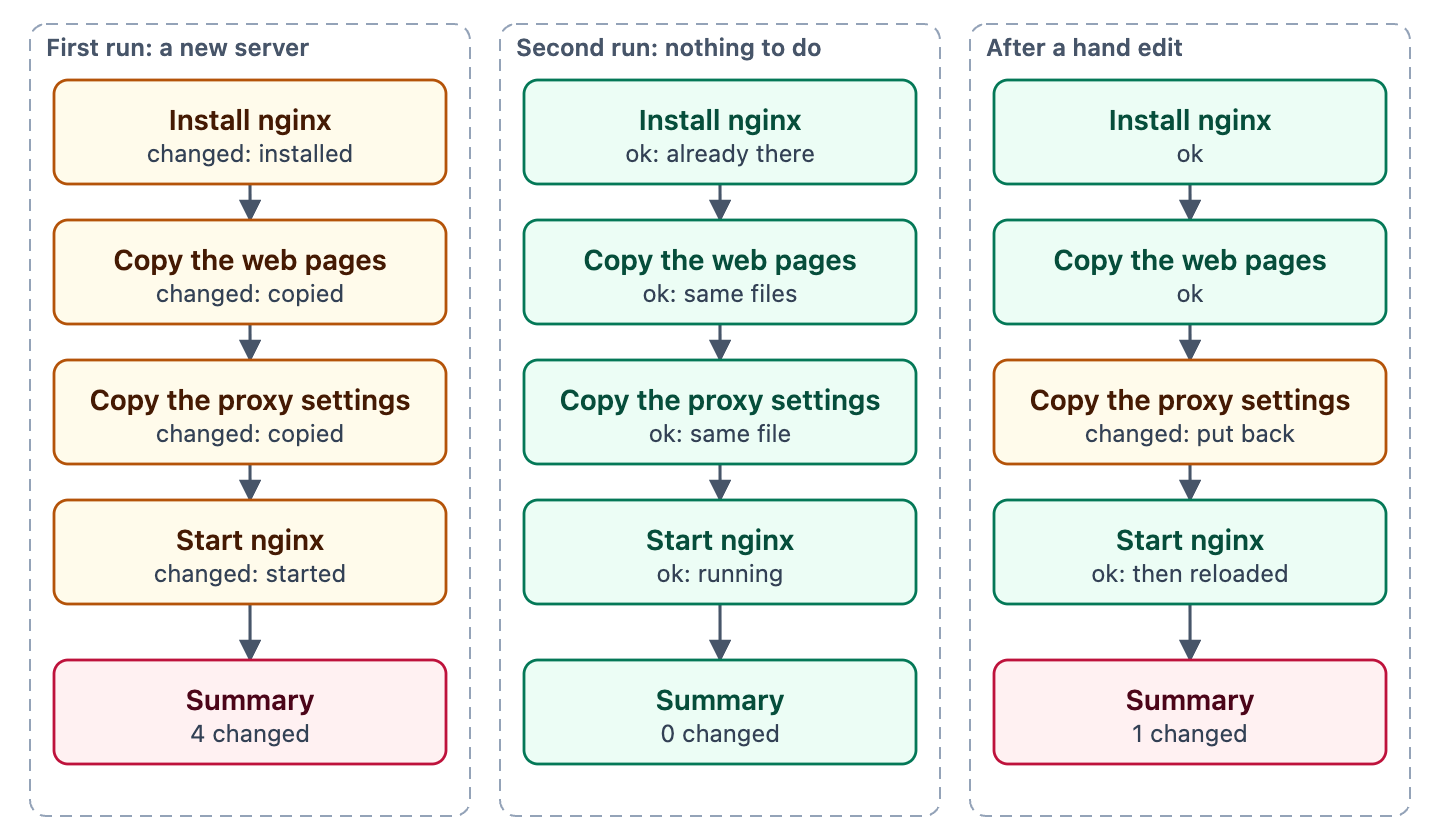 First run: a new server
Install nginx
changed: installed
Copy the web pages
changed: copied
Copy the proxy settings
changed: copied
Start nginx
changed: started
Summary
4 changed
Second run: nothing to do
Install nginx
ok: already there
Copy the web pages
ok: same files
Copy the proxy settings
ok: same file
Start nginx
ok: running
Summary
0 changed
After a hand edit
Install nginx
ok
Copy the web pages
ok
Copy the proxy settings
changed: put back
Start nginx
ok: then reloaded
Summary
1 changed